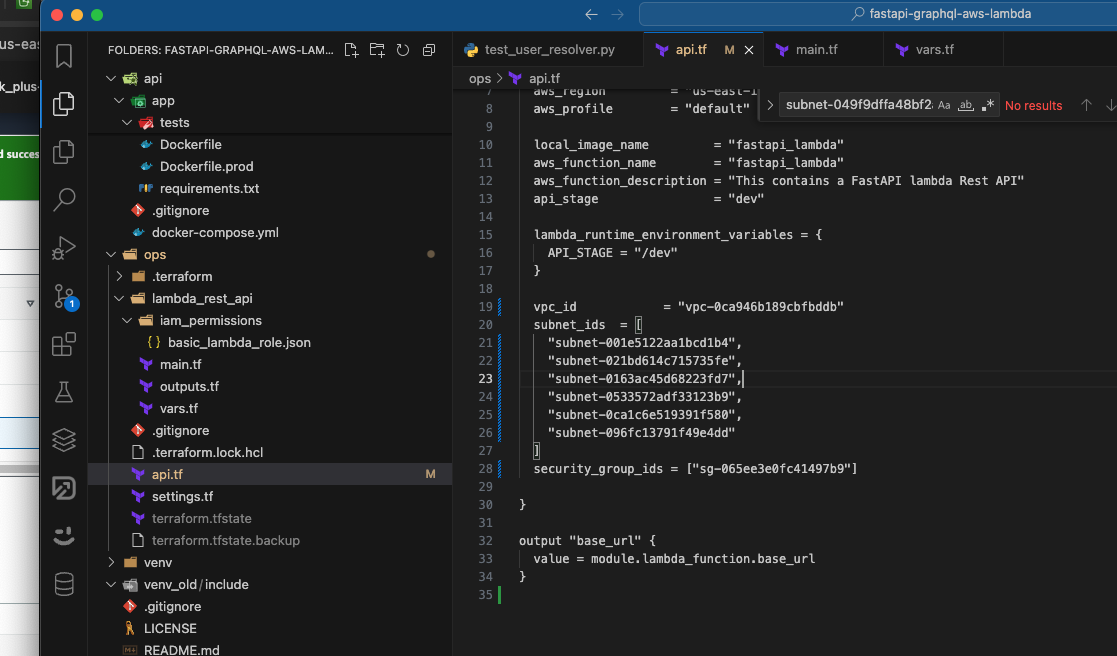 fastapi-graphql-aws-lambda
us-eas
k_plus-
d succes
FOLDERS: FASTAPI-GRAPHQL-AWS-LAM...
api
app
tests
Dockerfile
Dockerfile.prod
requirements.txt
.gitignore
docker-compose.yml
ops
.terraform
lambda_rest_api
iam_permissions
{ } basic_lambda_role.json
main.tf
outputs.tf
vars.tf
.gitignore
.terraform.lock.hcl
api.tf M
settings.tf
terraform.tfstate
terraform.tfstate.backup
venv
venv_old/include
.gitignore
LICENSE
README.md
1
test_user_resolver.py
api.tf M
main.tf
vars.tf
ops > api.tf
subnet-049f9dffa48bf2 Aa ab .* No results
7 aws_region = "us-east-1
8 aws_profile = "default"
9
10 local_image_name = "fastapi_lambda"
11 aws_function_name = "fastapi_lambda"
12 aws_function_description = "This contains a FastAPI lambda Rest API"
13 api_stage = "dev"
14
15 lambda_runtime_environment_variables = {
16 API_STAGE = "/dev"
17 }
18
19 vpc_id = "vpc-0ca946b189cbfbddb"
20 subnet_ids = [
21 "subnet-001e5122aa1bcd1b4",
22 "subnet-021bd614c715735fe",
23 "subnet-0163ac45d68223fd7",
24 "subnet-0533572adf33123b9",
25 "subnet-0ca1c6e519391f580",
26 "subnet-096fc13791f49e4dd"
27 ]
28 security_group_ids = ["sg-065ee3e0fc41497b9"]
29
30 }
31
32 output "base_url" {
33 value = module.lambda_function.base_url
34 }
35